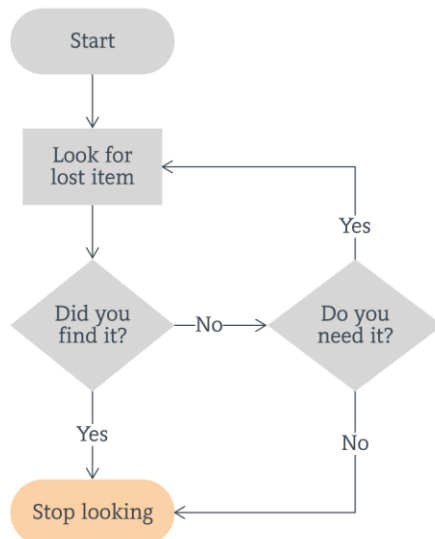 Start
Look for
lost item
Yes
Did you
find it?
No
Do you
need it?
Yes
No
Stop looking